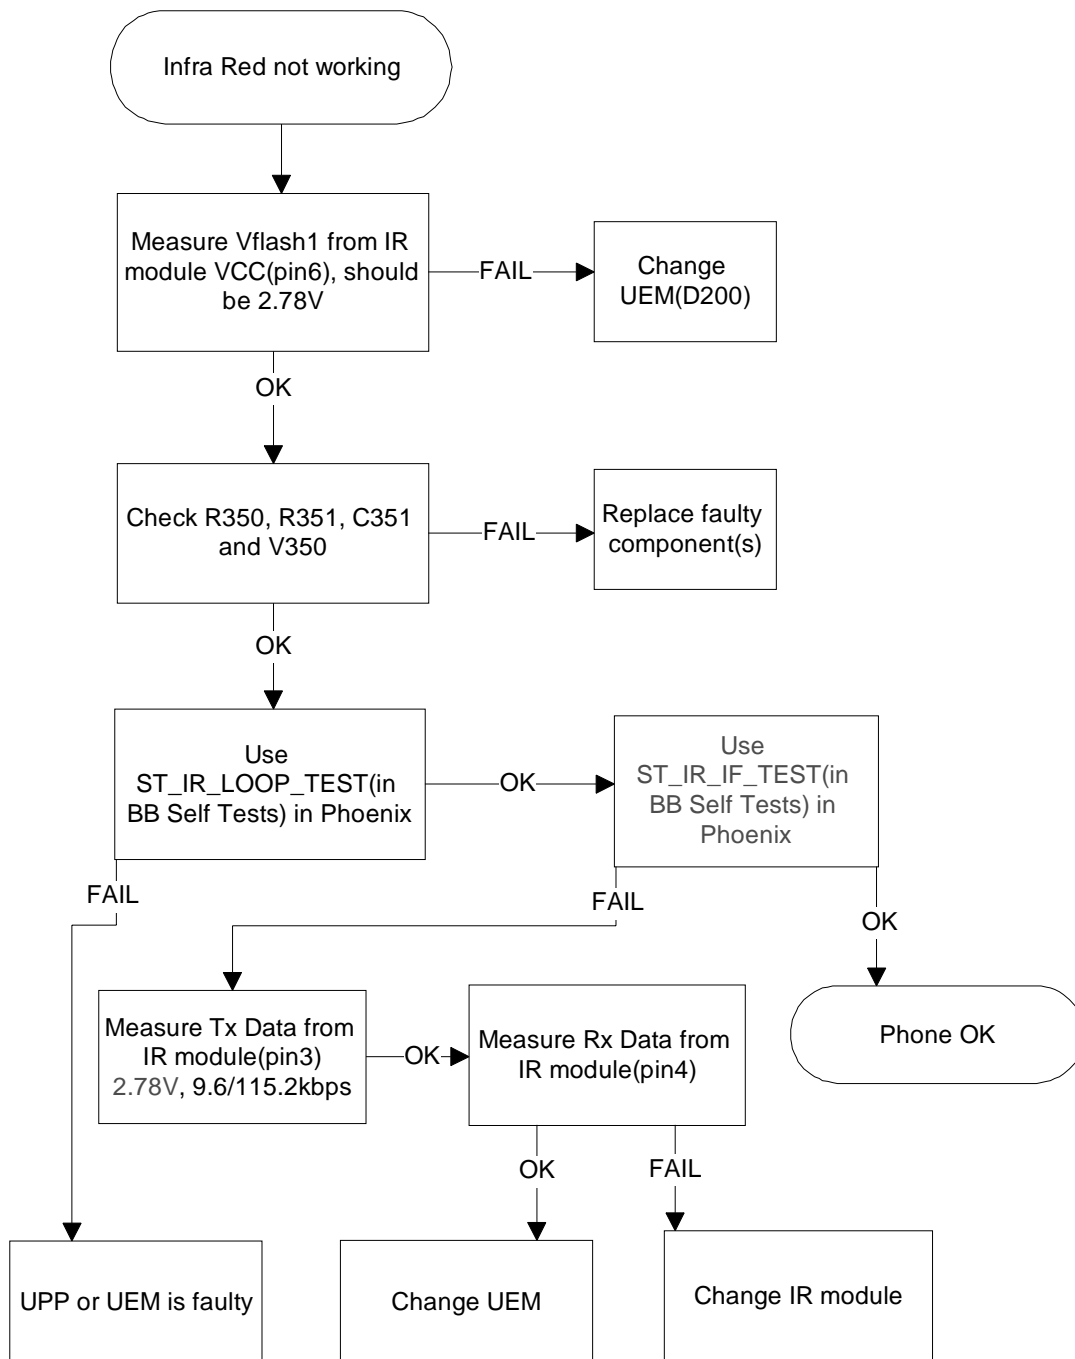 Infra Red not working
Measure Vflash1 from IR
module VCC(pin6), should
be 2.78V
FAIL
Change
UEM(D200)
OK
Check R350, R351, C351
and V350
FAIL
Replace faulty
component(s)
OK
Use
ST_IR_LOOP_TEST(in
BB Self Tests) in Phoenix
OK
Use
ST_IR_IF_TEST(in
BB Self Tests) in
Phoenix
FAIL
FAIL
OK
Measure Tx Data from
IR module(pin3)
2.78V, 9.6/115.2kbps
OK
Measure Rx Data from
IR module(pin4)
Phone OK
OK
FAIL
UPP or UEM is faulty
Change UEM
Change IR module